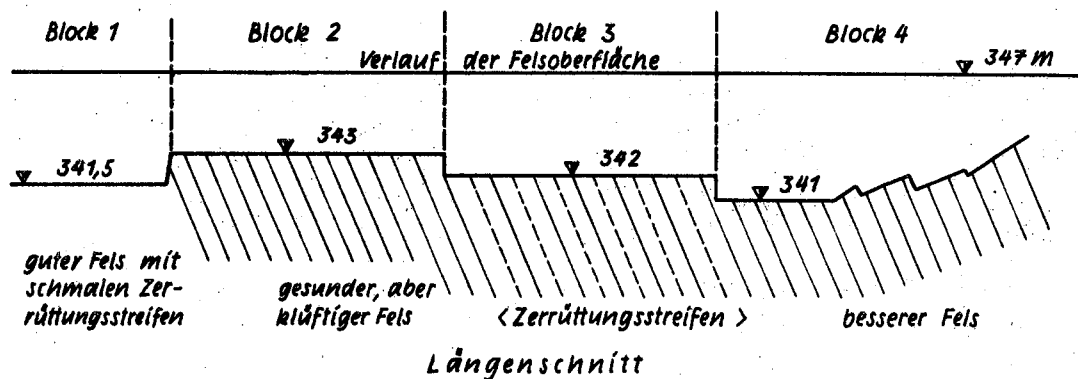 Block 1
Block 2
Block 3
Block 4
Verlauf der Felsoberfläche
347 m
341,5
343
342
341
guter Fels mit
schmalen Zer-
rüttungsstreifen
gesunder, aber
klüftiger Fels
< Zerrüttungsstreifen >
besserer Fels
Längenschnitt